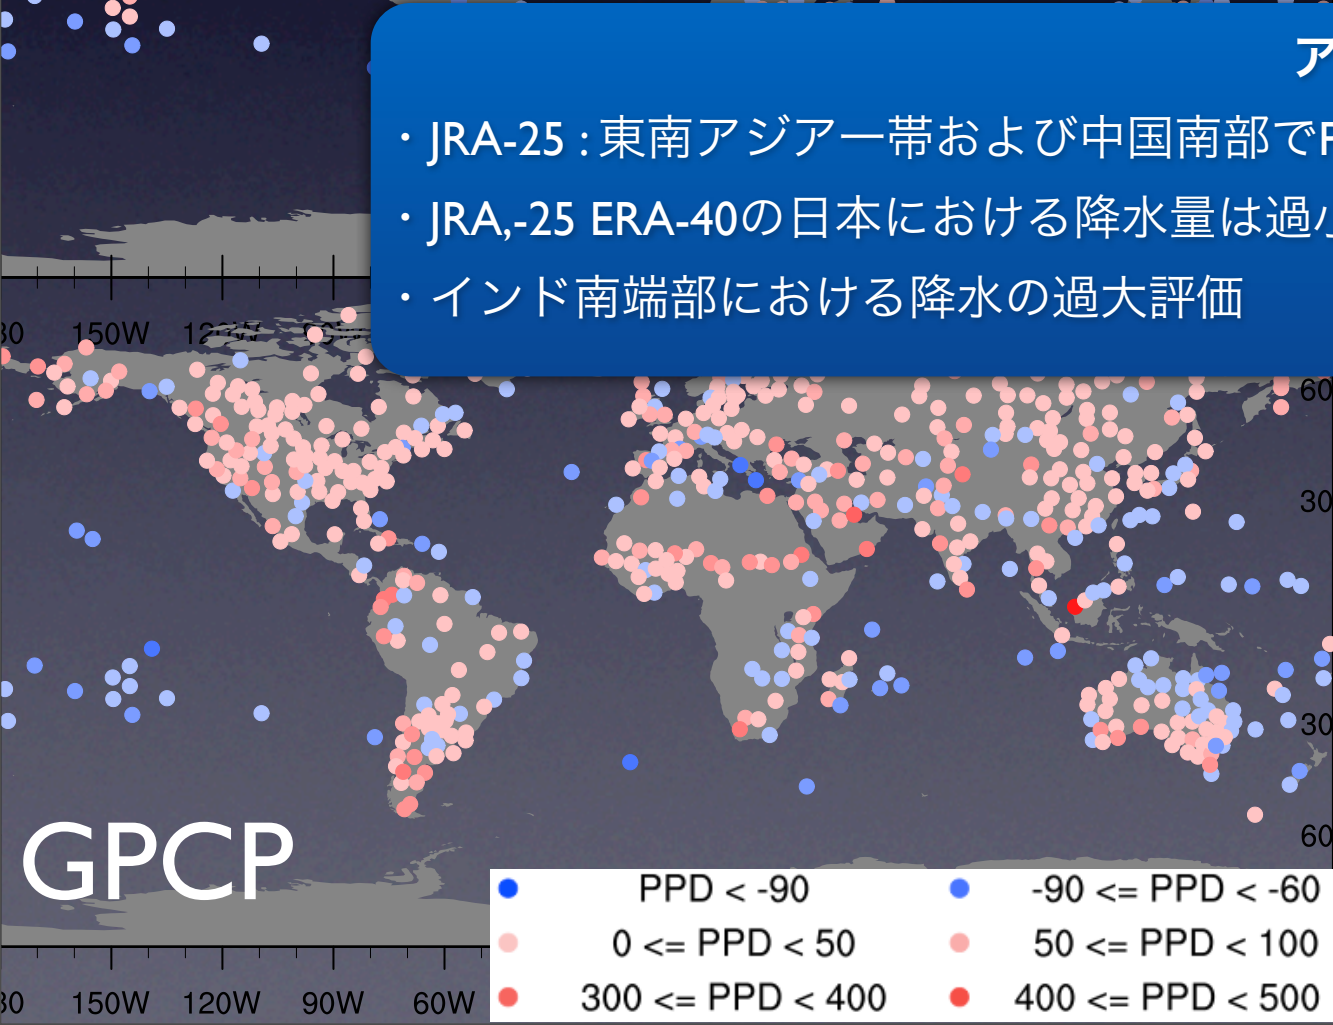 ア
・JRA-25 : 東南アジア一帯および中国南部で
・JRA,-25 ERA-40の日本における降水量は過小
・インド南端部における降水の過大評価
30 150W 120W 90W
60
30
30
60
GPCP
30 150W 120W 90W 60W
PPD < -90
-90 <= PPD < -60
0 <= PPD < 50
50 <= PPD < 100
300 <= PPD < 400
400 <= PPD < 500